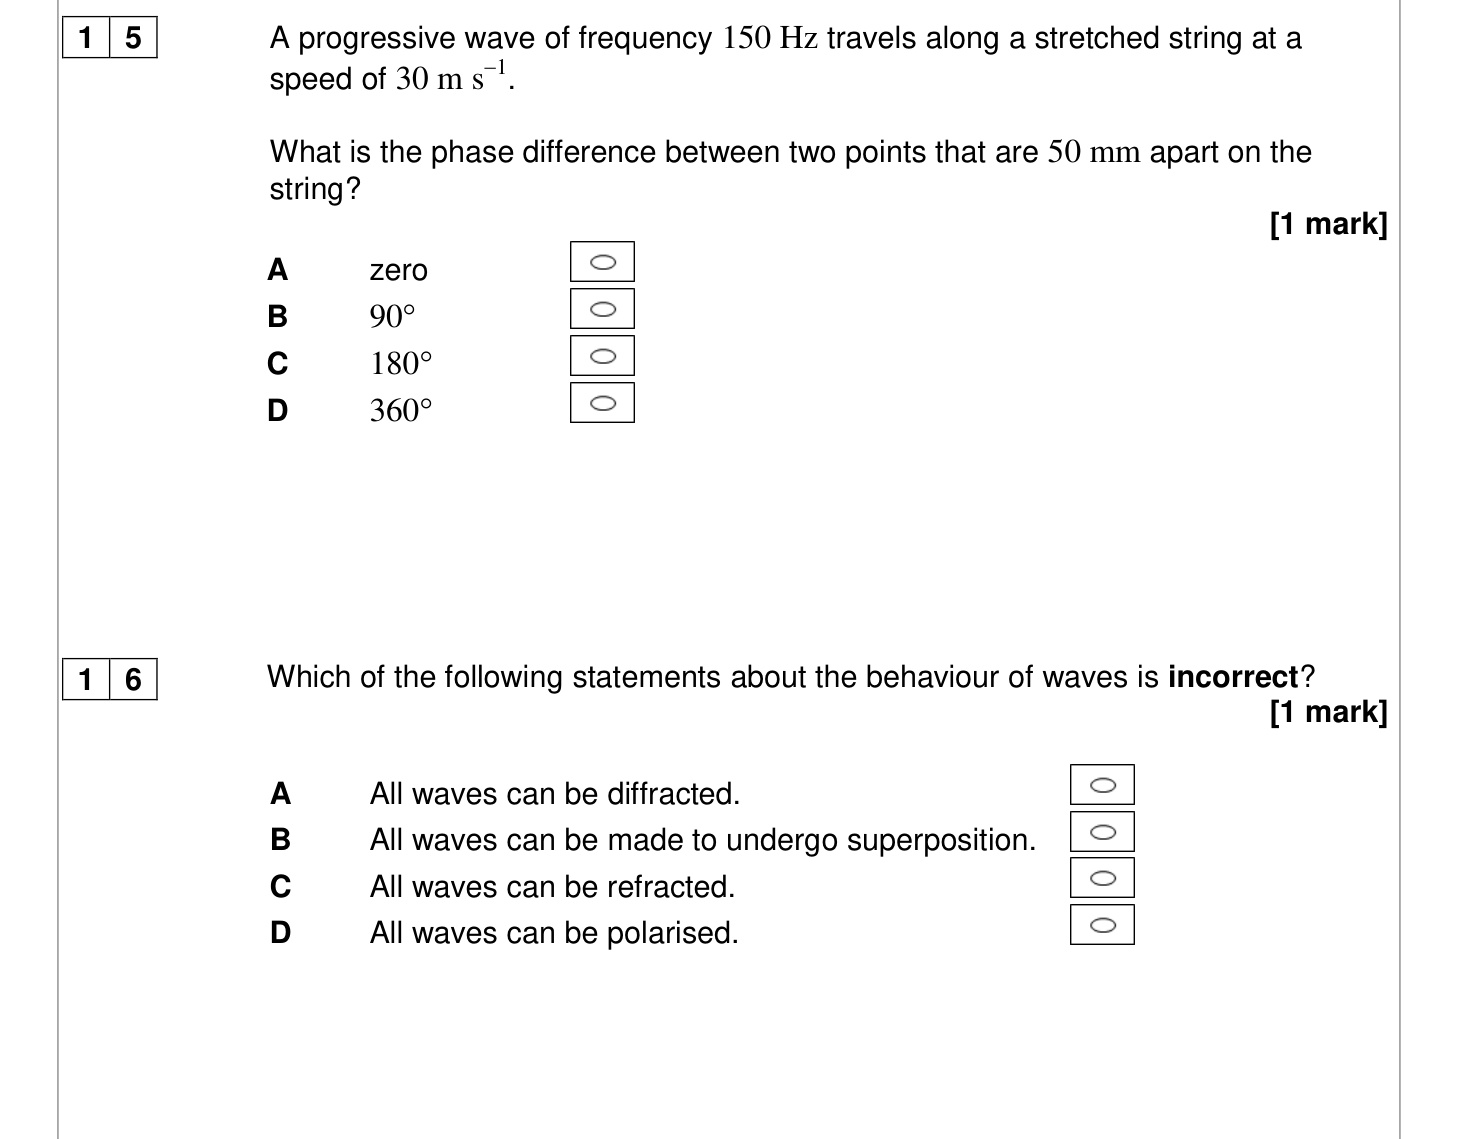 1 5 A progressive wave of frequency 150 Hz travels along a stretched string at a
speed of 30 m s⁻¹.
What is the phase difference between two points that are 50 mm apart on the
string?
[1 mark]
A zero
B 90°
C 180°
D 360°
1 6 Which of the following statements about the behaviour of waves is incorrect?
[1 mark]
A All waves can be diffracted.
B All waves can be made to undergo superposition.
C All waves can be refracted.
D All waves can be polarised.